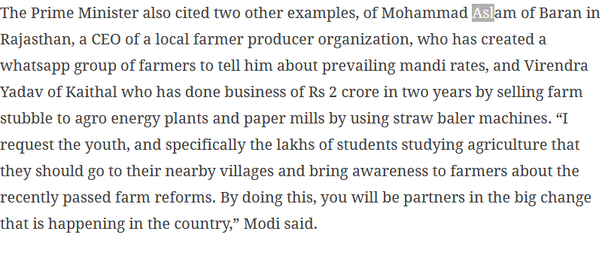 The Prime Minister also cited two other examples, of Mohammad Aslam of Baran in
Rajasthan, a CEO of a local farmer producer organization, who has created a
whatsapp group of farmers to tell him about prevailing mandi rates, and Virendra
Yadav of Kaithal who has done business of Rs 2 crore in two years by selling farm
stubble to agro energy plants and paper mills by using straw baler machines. “I
request the youth, and specifically the lakhs of students studying agriculture that
they should go to their nearby villages and bring awareness to farmers about the
recently passed farm reforms. By doing this, you will be partners in the big change
that is happening in the country,” Modi said.